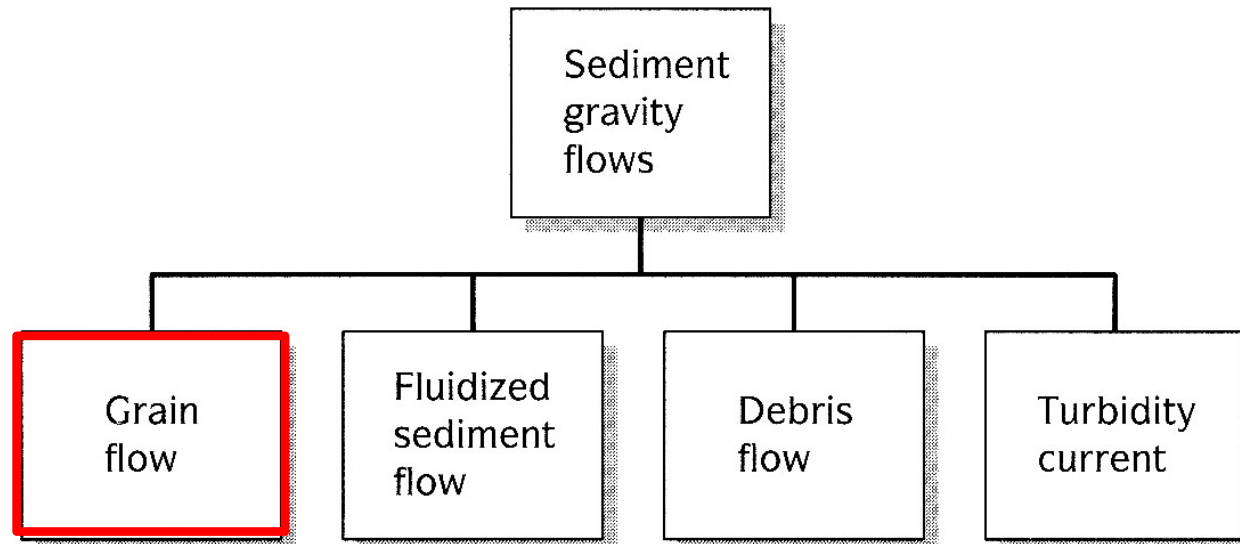 Sediment
gravity
flows
Grain
flow
Fluidized
sediment
flow
Debris
flow
Turbidity
current